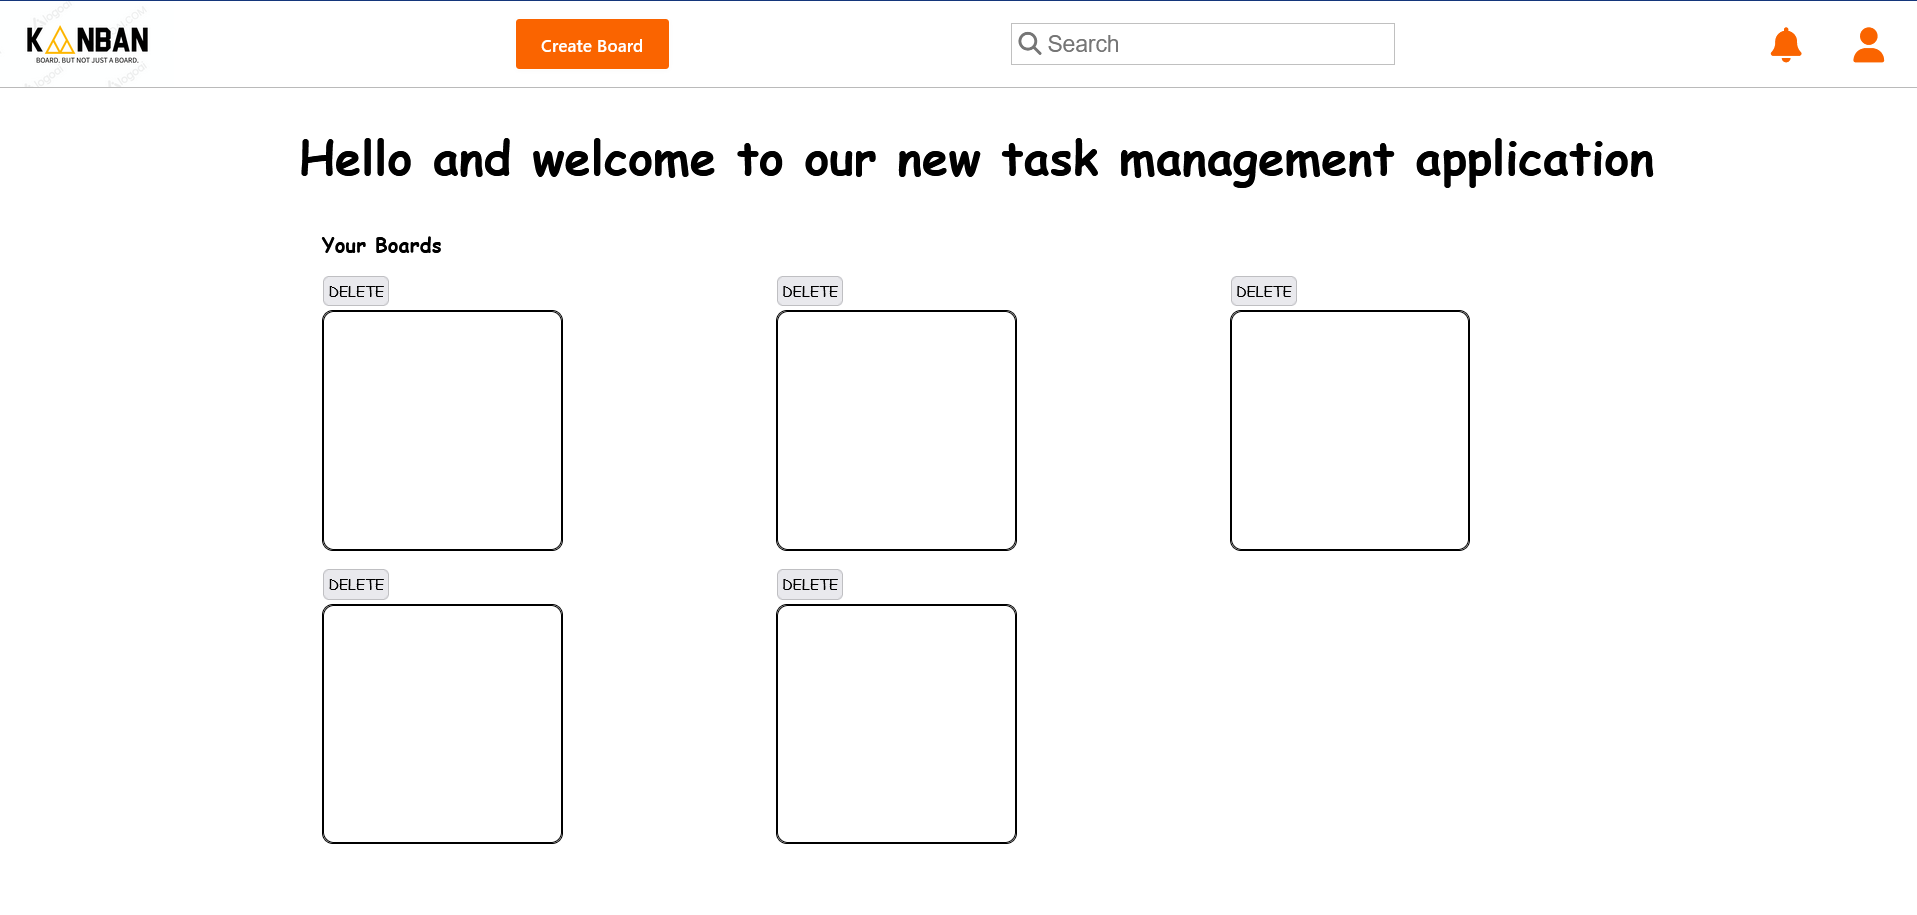 KANBAN
BOARD. BUT NOT JUST A BOARD.
Create Board
Search
Hello and welcome to our new task management application
Your Boards
DELETE DELETE DELETE
DELETE DELETE